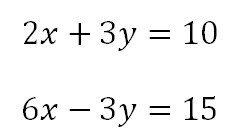 2x + 3y = 10
6x − 3y = 15